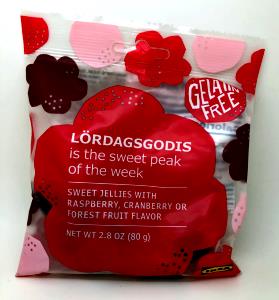 GELATIN
FREE
LÖRDAGSGODIS
is the sweet peak
of the week
SWEET JELLIES WITH
RASPBERRY, CRANBERRY OR
FOREST FRUIT FLAVOR
NET WT 2.8 OZ (80 g)
IKEA